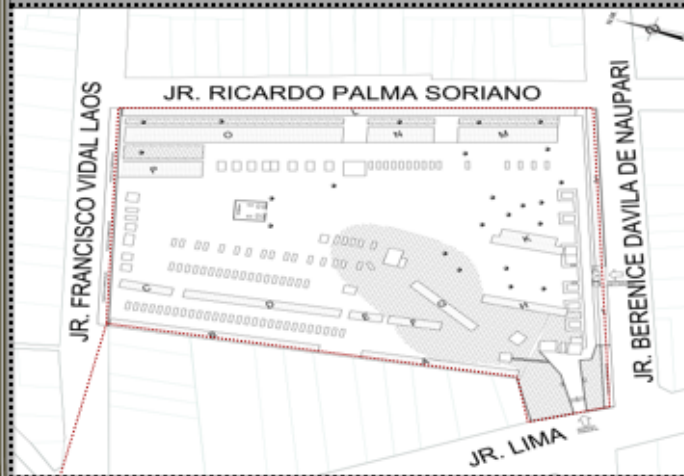 JR. RICARDO PALMA SORIANO
JR. FRANCISCO VIDAL LAOS
JR. BERENICE DAVILA DE NAUPARI
JR. LIMA
L
O
N
M
P
K
C
D
E
F
G
H
B
A